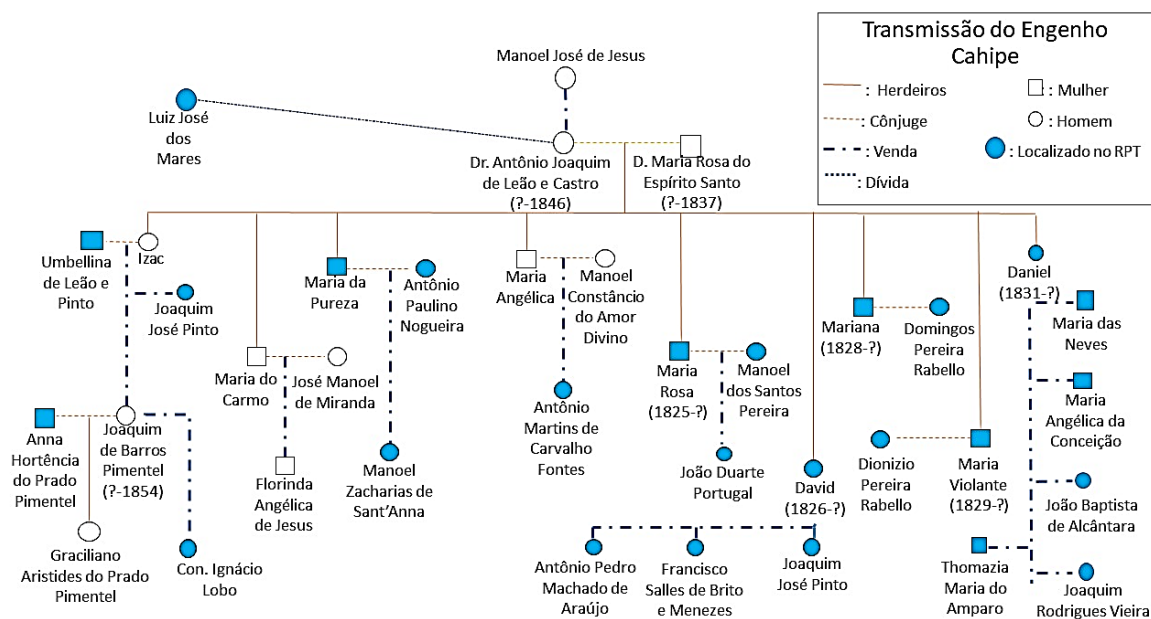 Transmissão do Engenho
Cahipe
: Herdeiros
: Mulher
: Cônjuge
: Homem
: Venda
: Localizado no RPT
: Dívida
Manoel José de Jesus
Luiz José
dos
Mares
Dr. Antônio Joaquim
de Leão e Castro
(?-1846)
D. Maria Rosa do
Espírito Santo
(?-1837)
Umbellina
de Leão e
Pinto
Izac
Joaquim
José Pinto
Maria da
Pureza
Antônio
Paulino
Nogueira
Maria
Angélica
Manoel
Constâncio
do Amor
Divino
Mariana
(1828-?)
Domingos
Pereira
Rabello
Daniel
(1831-?)
Maria das
Neves
Maria do
Carmo
José Manoel
de Miranda
Maria
Rosa
(1825-?)
Manoel
dos Santos
Pereira
Maria
Angélica da
Conceição
Anna
Hortência
do Prado
Pimentel
Joaquim
de Barros
Pimentel
(?-1854)
Florinda
Angélica
de Jesus
Manoel
Zacharias de
Sant’Anna
Antônio
Martins de
Carvalho
Fontes
João Duarte
Portugal
David
(1826-?)
Dionizio
Pereira
Rabello
Maria
Violante
(1829-?)
João Baptista
de Alcântara
Graciliano
Aristides do Prado
Pimentel
Con. Ignácio
Lobo
Antônio Pedro
Machado de
Araújo
Francisco
Salles de Brito
e Menezes
Joaquim
José Pinto
Thomazia
Maria do
Amparo
Joaquim
Rodrigues Vieira